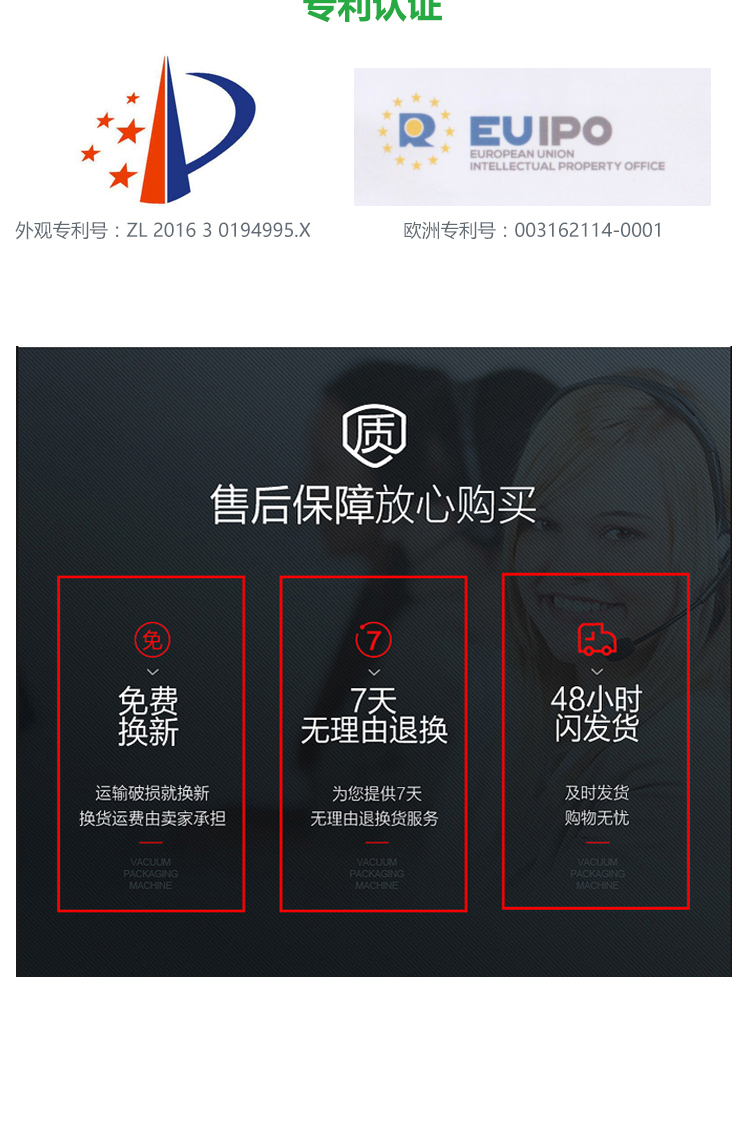 专利认证
EUIPO
EUROPEAN UNION
INTELLECTUAL PROPERTY OFFICE
外观专利号：ZL 2016 3 0194995.X
欧洲专利号：003162114-0001
质
售后保障放心购买
免
免费
换新
运输破损就换新
换货运费由卖家承担
VACUUM
PACKAGING
MACHINE
7
7天
无理由退换
为您提供7天
无理由退换货服务
VACUUM
PACKAGING
MACHINE
48小时
闪发货
及时发货
购物无忧
VACUUM
PACKAGING
MACHINE